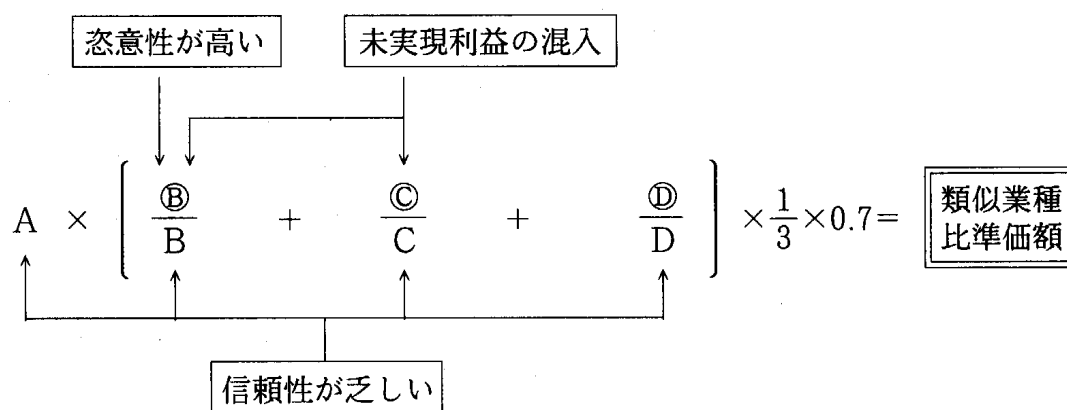 恣意性が高い 未実現利益の混入
A × [ Ⓑ/B + Ⓒ/C + Ⓓ/D ] × 1/3 × 0.7 = 類似業種
比準価額
信頼性が乏しい